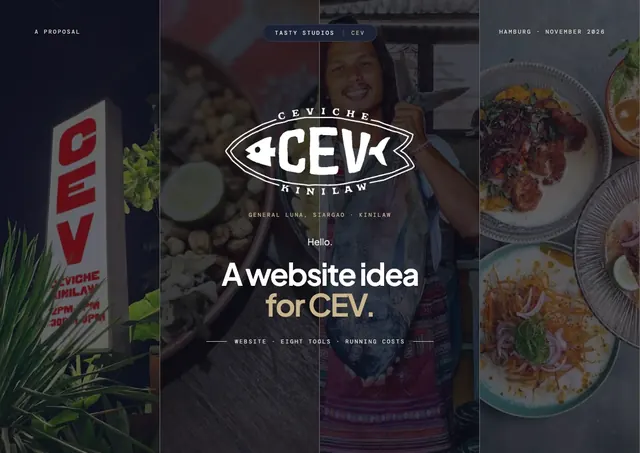 A PROPOSAL
TASTY STUDIOS | CEV
HAMBURG · NOVEMBER 2026
CEVICHE
CEV
KINILAW
GENERAL LUNA, SIARGAO · KINILAW
Hello.
A website idea
for CEV.
WEBSITE · EIGHT TOOLS · RUNNING COSTS
CEV
CEVICHE
KINILAW